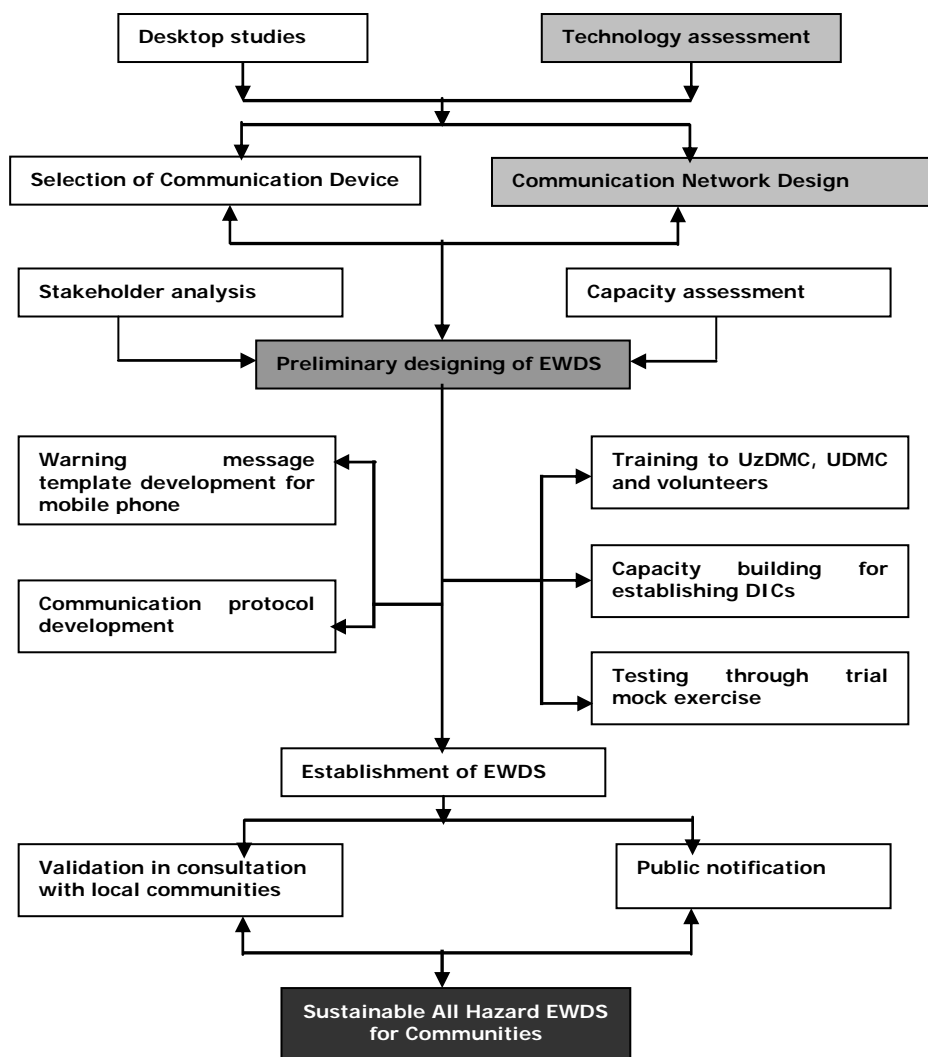 Desktop studies
Technology assessment
Selection of Communication Device
Communication Network Design
Stakeholder analysis
Capacity assessment
Preliminary designing of EWDS
Warning message
template development for
mobile phone
Training to UzDMC, UDMC
and volunteers
Capacity building for
establishing DICs
Communication protocol
development
Testing through trial
mock exercise
Establishment of EWDS
Validation in consultation
with local communities
Public notification
Sustainable All Hazard EWDS
for Communities